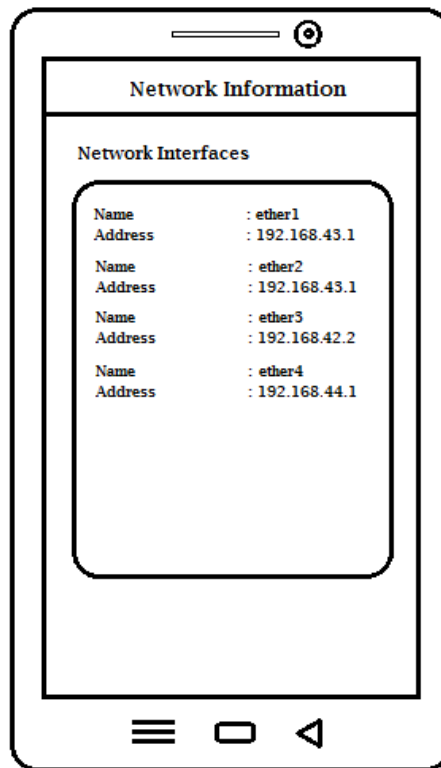 Network Information
Network Interfaces
Name : ether1
Address : 192.168.43.1
Name : ether2
Address : 192.168.43.1
Name : ether3
Address : 192.168.42.2
Name : ether4
Address : 192.168.44.1